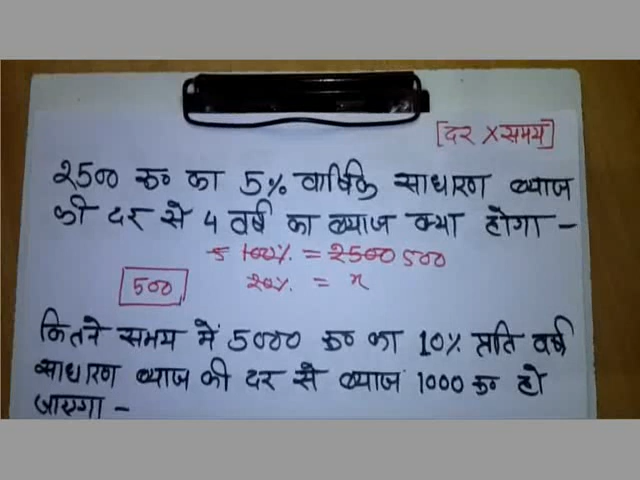 [दर × समय]
2500 रु० का 5% वार्षिक साधारण ब्याज
की दर से 4 वर्ष का ब्याज क्या होगा -
5 100% = 2500 500
500
20% = x
कितने समय में 5000 रु० का 10% प्रति वर्ष
साधारण ब्याज की दर से ब्याज 1000 रु० हो
जाएगा -